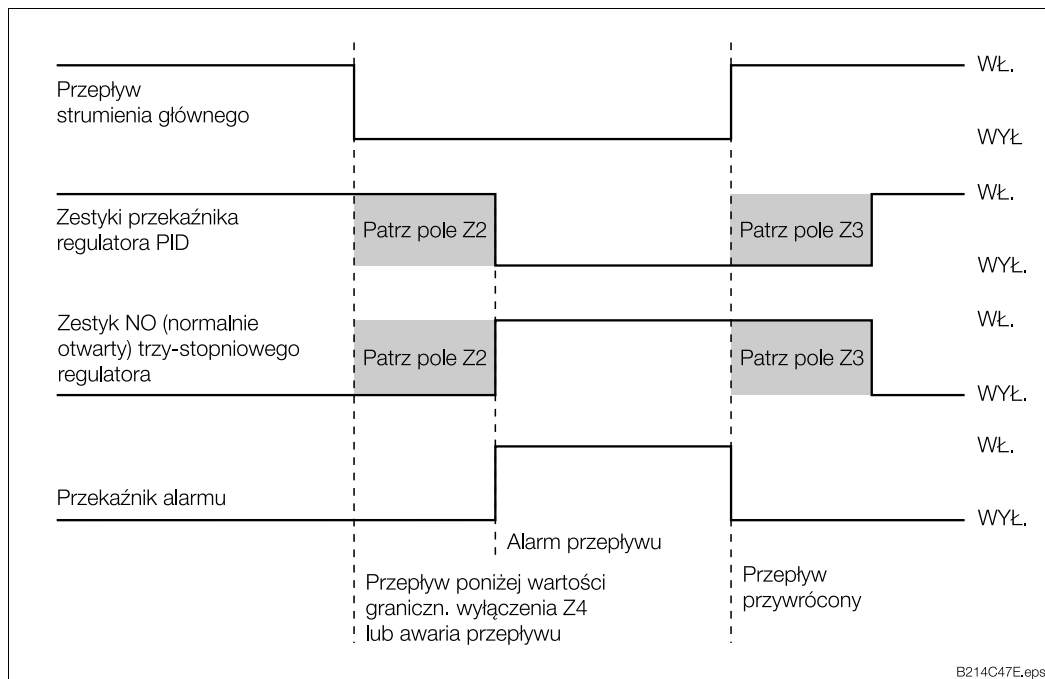 WŁ.
Przepływ
strumienia głównego
WYŁ
WŁ.
Zestyki przekaźnika
regulatora PID
Patrz pole Z2
Patrz pole Z3
WYŁ.
Zestyk NO (normalnie
otwarty) trzy-stopniowego
regulatora
WŁ.
Patrz pole Z2
Patrz pole Z3
WYŁ.
WŁ.
Przekaźnik alarmu
WYŁ.
Alarm przepływu
Przepływ poniżej wartości
graniczn. wyłączenia Z4
lub awaria przepływu
Przepływ
przywrócony
B214C47E.eps